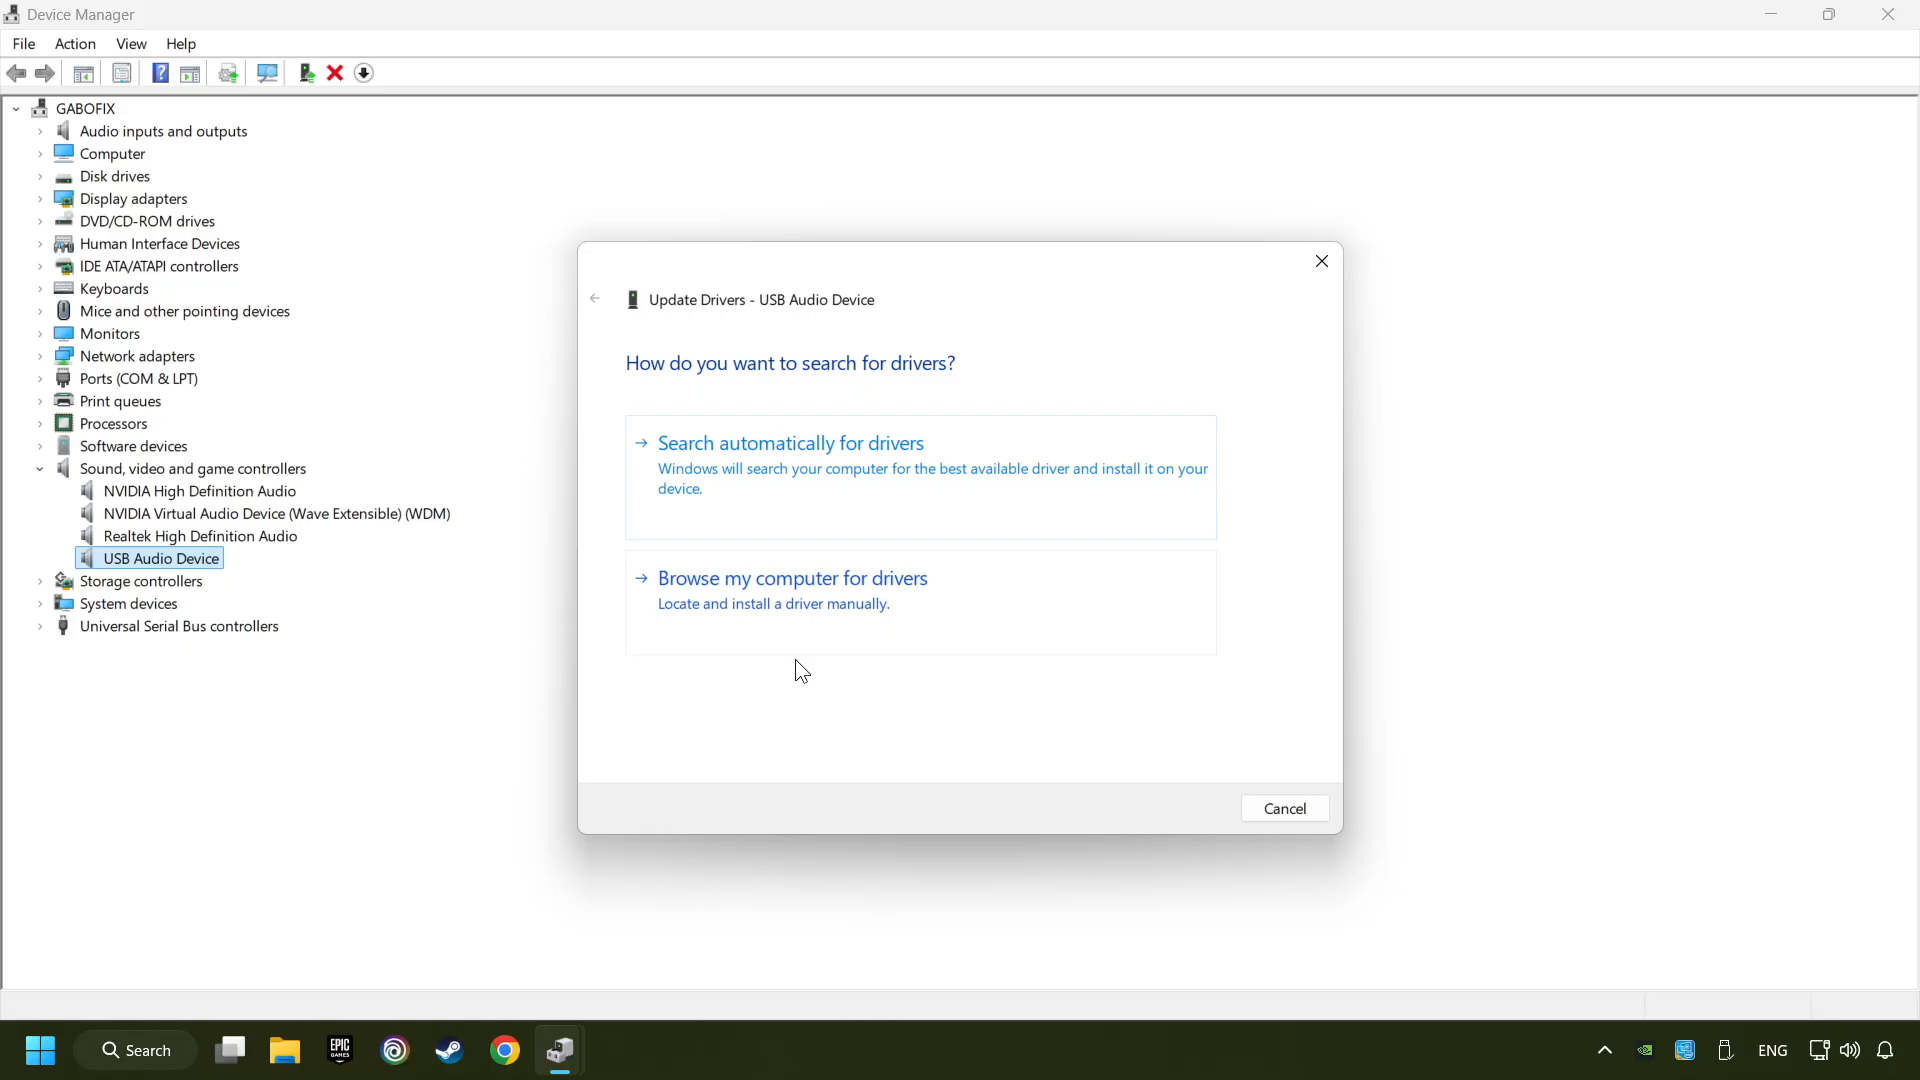 Device Manager
File Action View Help
GABOFIX
Audio inputs and outputs
Computer
Disk drives
Display adapters
DVD/CD-ROM drives
Human Interface Devices
IDE ATA/ATAPI controllers
Keyboards
Mice and other pointing devices
Monitors
Network adapters
Ports (COM & LPT)
Print queues
Processors
Software devices
Sound, video and game controllers
NVIDIA High Definition Audio
NVIDIA Virtual Audio Device (Wave Extensible) (WDM)
Realtek High Definition Audio
USB Audio Device
Storage controllers
System devices
Universal Serial Bus controllers
Update Drivers - USB Audio Device
How do you want to search for drivers?
Search automatically for drivers
Windows will search your computer for the best available driver and install it on your
device.
Browse my computer for drivers
Locate and install a driver manually.
Cancel
Search
EPIC
GAMES
ENG